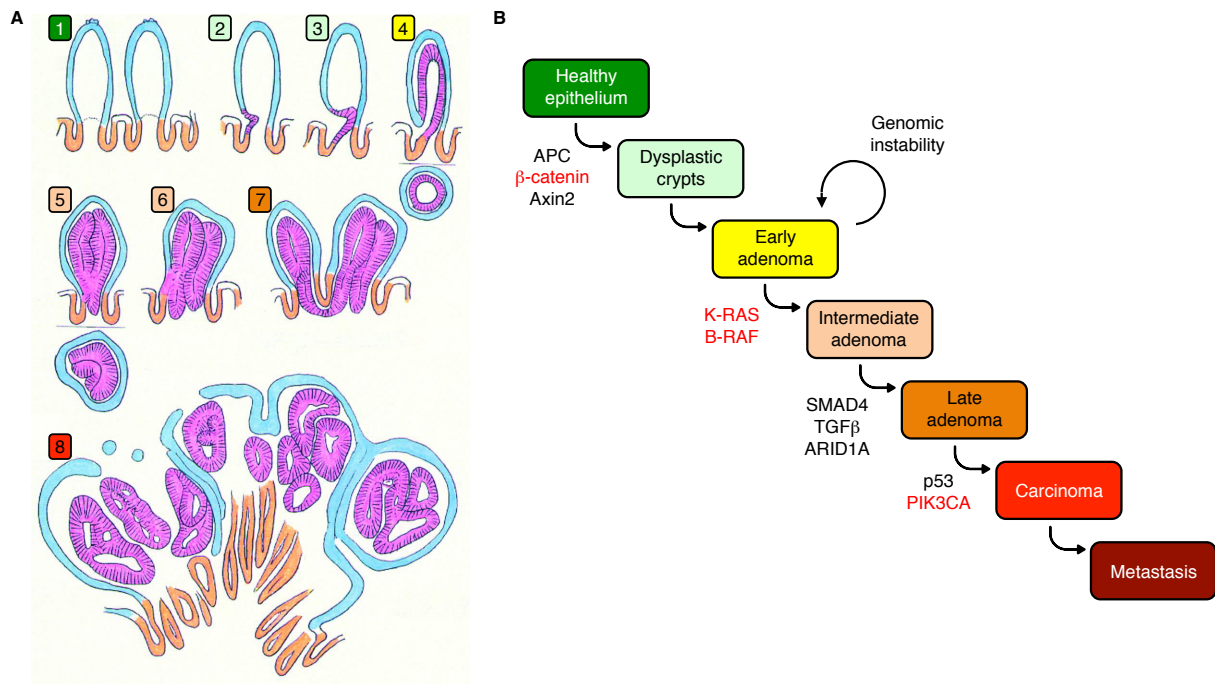 A
1
2
3
4
5
6
7
8
B
Healthy
epithelium
APC
β-catenin
Axin2
Dysplastic
crypts
Genomic
instability
Early
adenoma
K-RAS
B-RAF
Intermediate
adenoma
SMAD4
TGFβ
ARID1A
Late
adenoma
p53
PIK3CA
Carcinoma
Metastasis